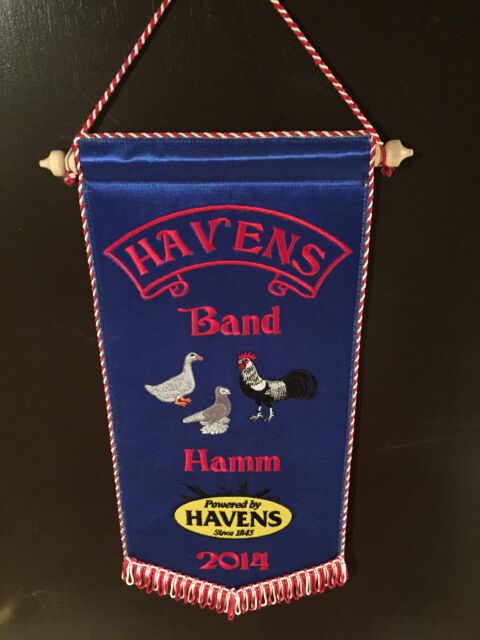 HAVENS
Band
Hamm
Powered by
HAVENS
Since 1845
2014